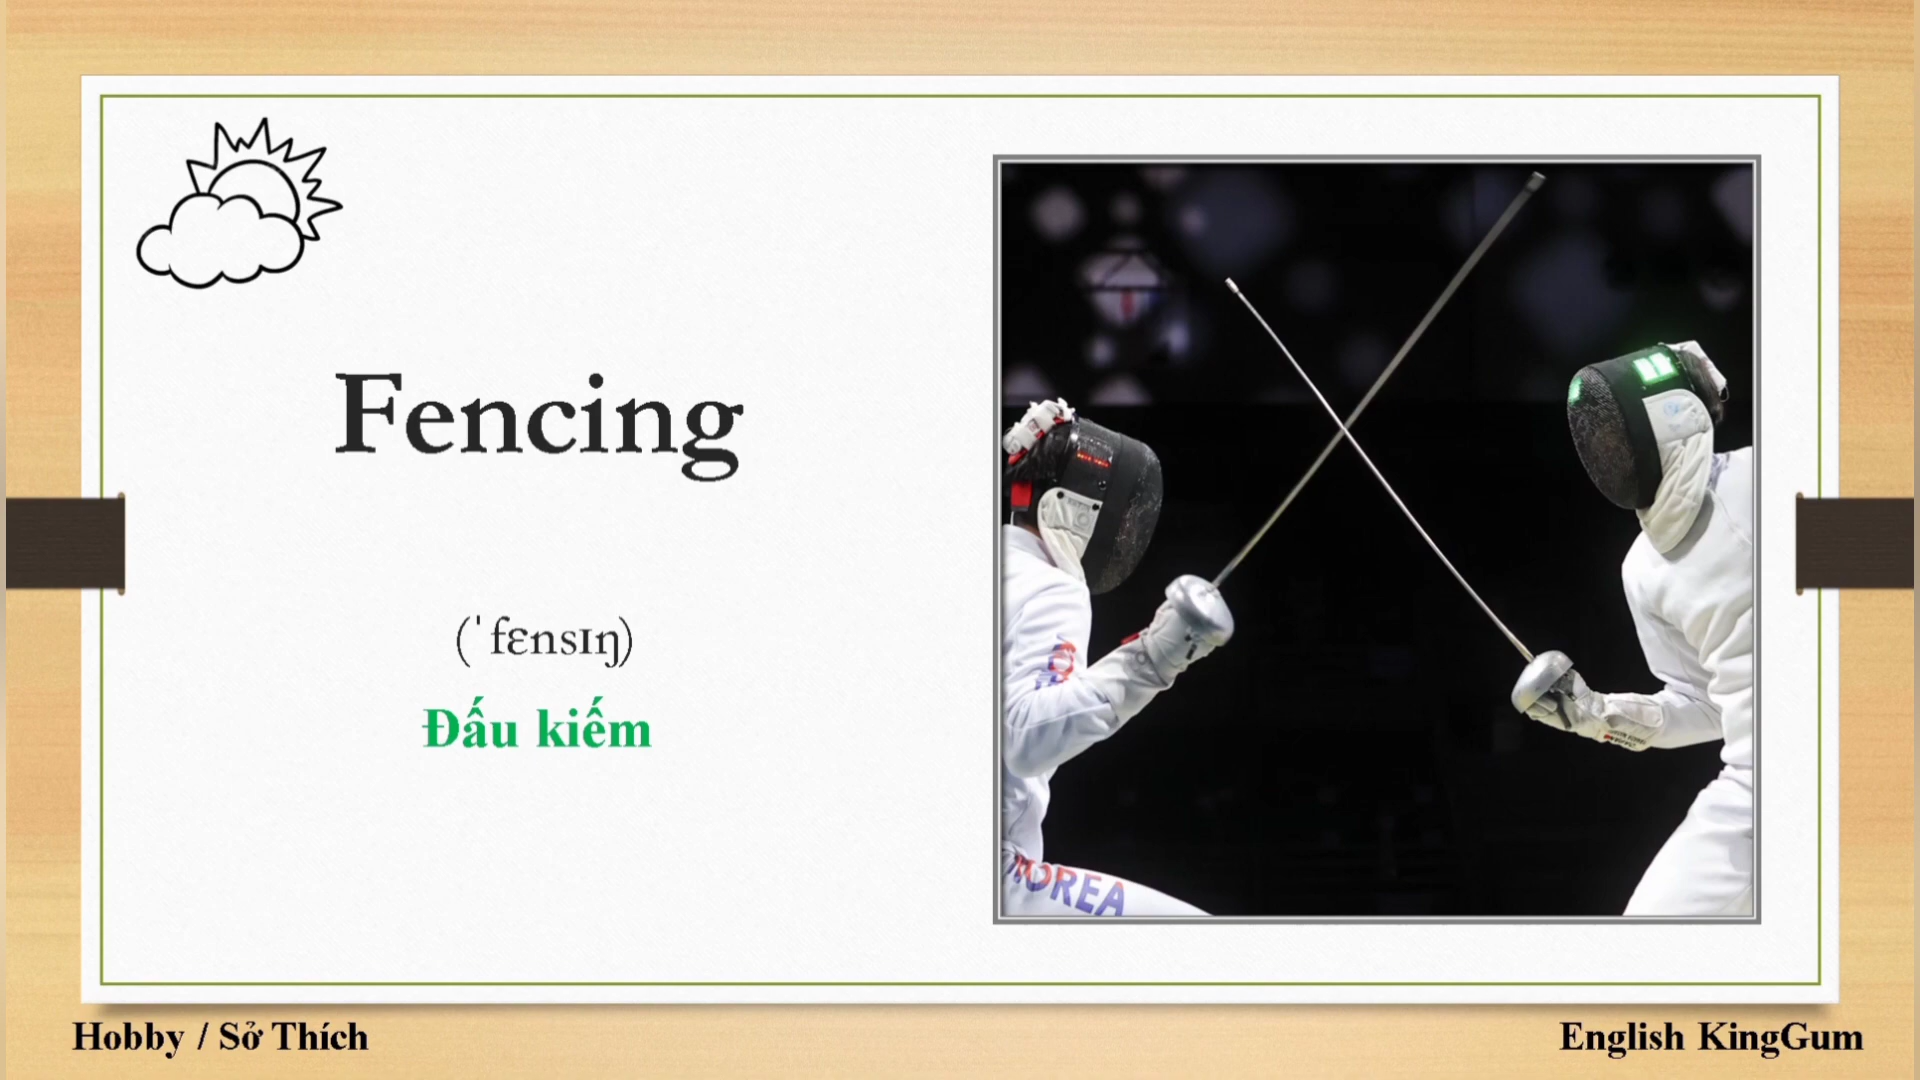 Fencing
(ˈfɛnsɪŋ)
Đấu kiếm
KOREA
Hobby / Sở Thích
English KingGum